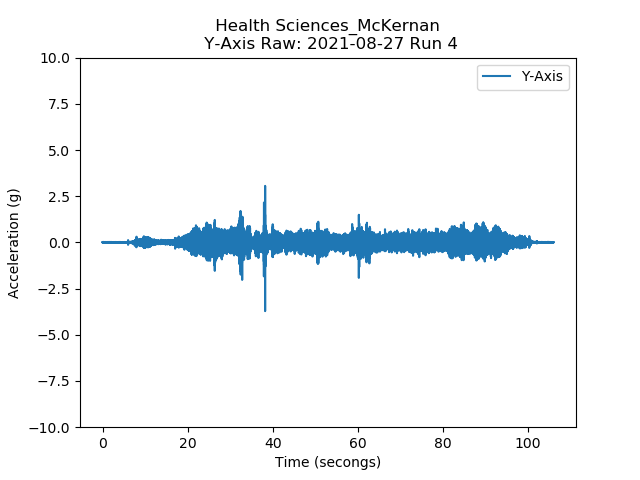 Health Sciences_McKernan
Y-Axis Raw: 2021-08-27 Run 4
Y-Axis
10.0
7.5
5.0
2.5
0.0
−2.5
−5.0
−7.5
−10.0
Acceleration (g)
0 20 40 60 80 100
Time (secongs)